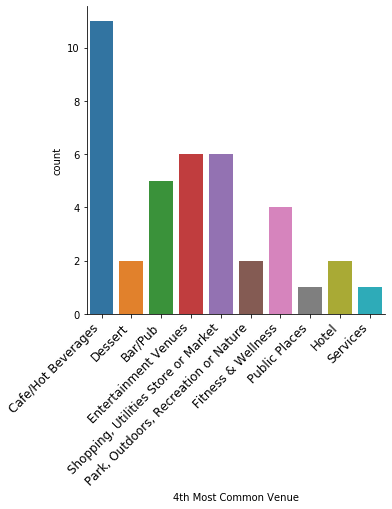 10
8
6
4
2
0
count
Cafe/Hot Beverages
Dessert
Bar/Pub
Entertainment Venues
Shopping, Utilities Store or Market
Park, Outdoors, Recreation or Nature
Fitness & Wellness
Public Places
Hotel
Services
4th Most Common Venue